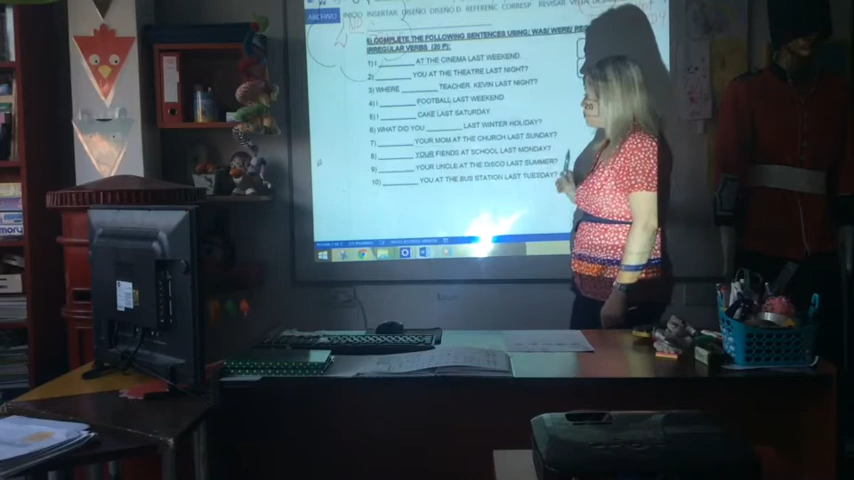 ARCHIVO INICIO INSERTAR DISEÑO DISEÑO D REFERENC CORRESP REVISAR
5) COMPLETE THE FOLLOWING SENTENCES USING: WAS/ WERE/
IRREGULAR VERBS (20 P):
1) I ________ AT THE CINEMA LAST WEEKEND.
2) ________ YOU AT THE THEATRE LAST NIGHT?
3) WHERE ________ TEACHER KEVIN LAST NIGHT?
4) I ________ FOOTBALL LAST WEEKEND
5) I ________ CAKE LAST SATURDAY
6) WHAT DID YOU ________ LAST WINTER HOLIDAY?
7) ________ YOUR MOM AT THE CHURCH LAST SUNDAY?
8) ________ YOUR FIENDS AT SCHOOL LAST MONDAY?
9) ________ YOUR UNCLE AT THE DISCO LAST SUMMER?
10) ________ YOU AT THE BUS STATION LAST TUESDAY?